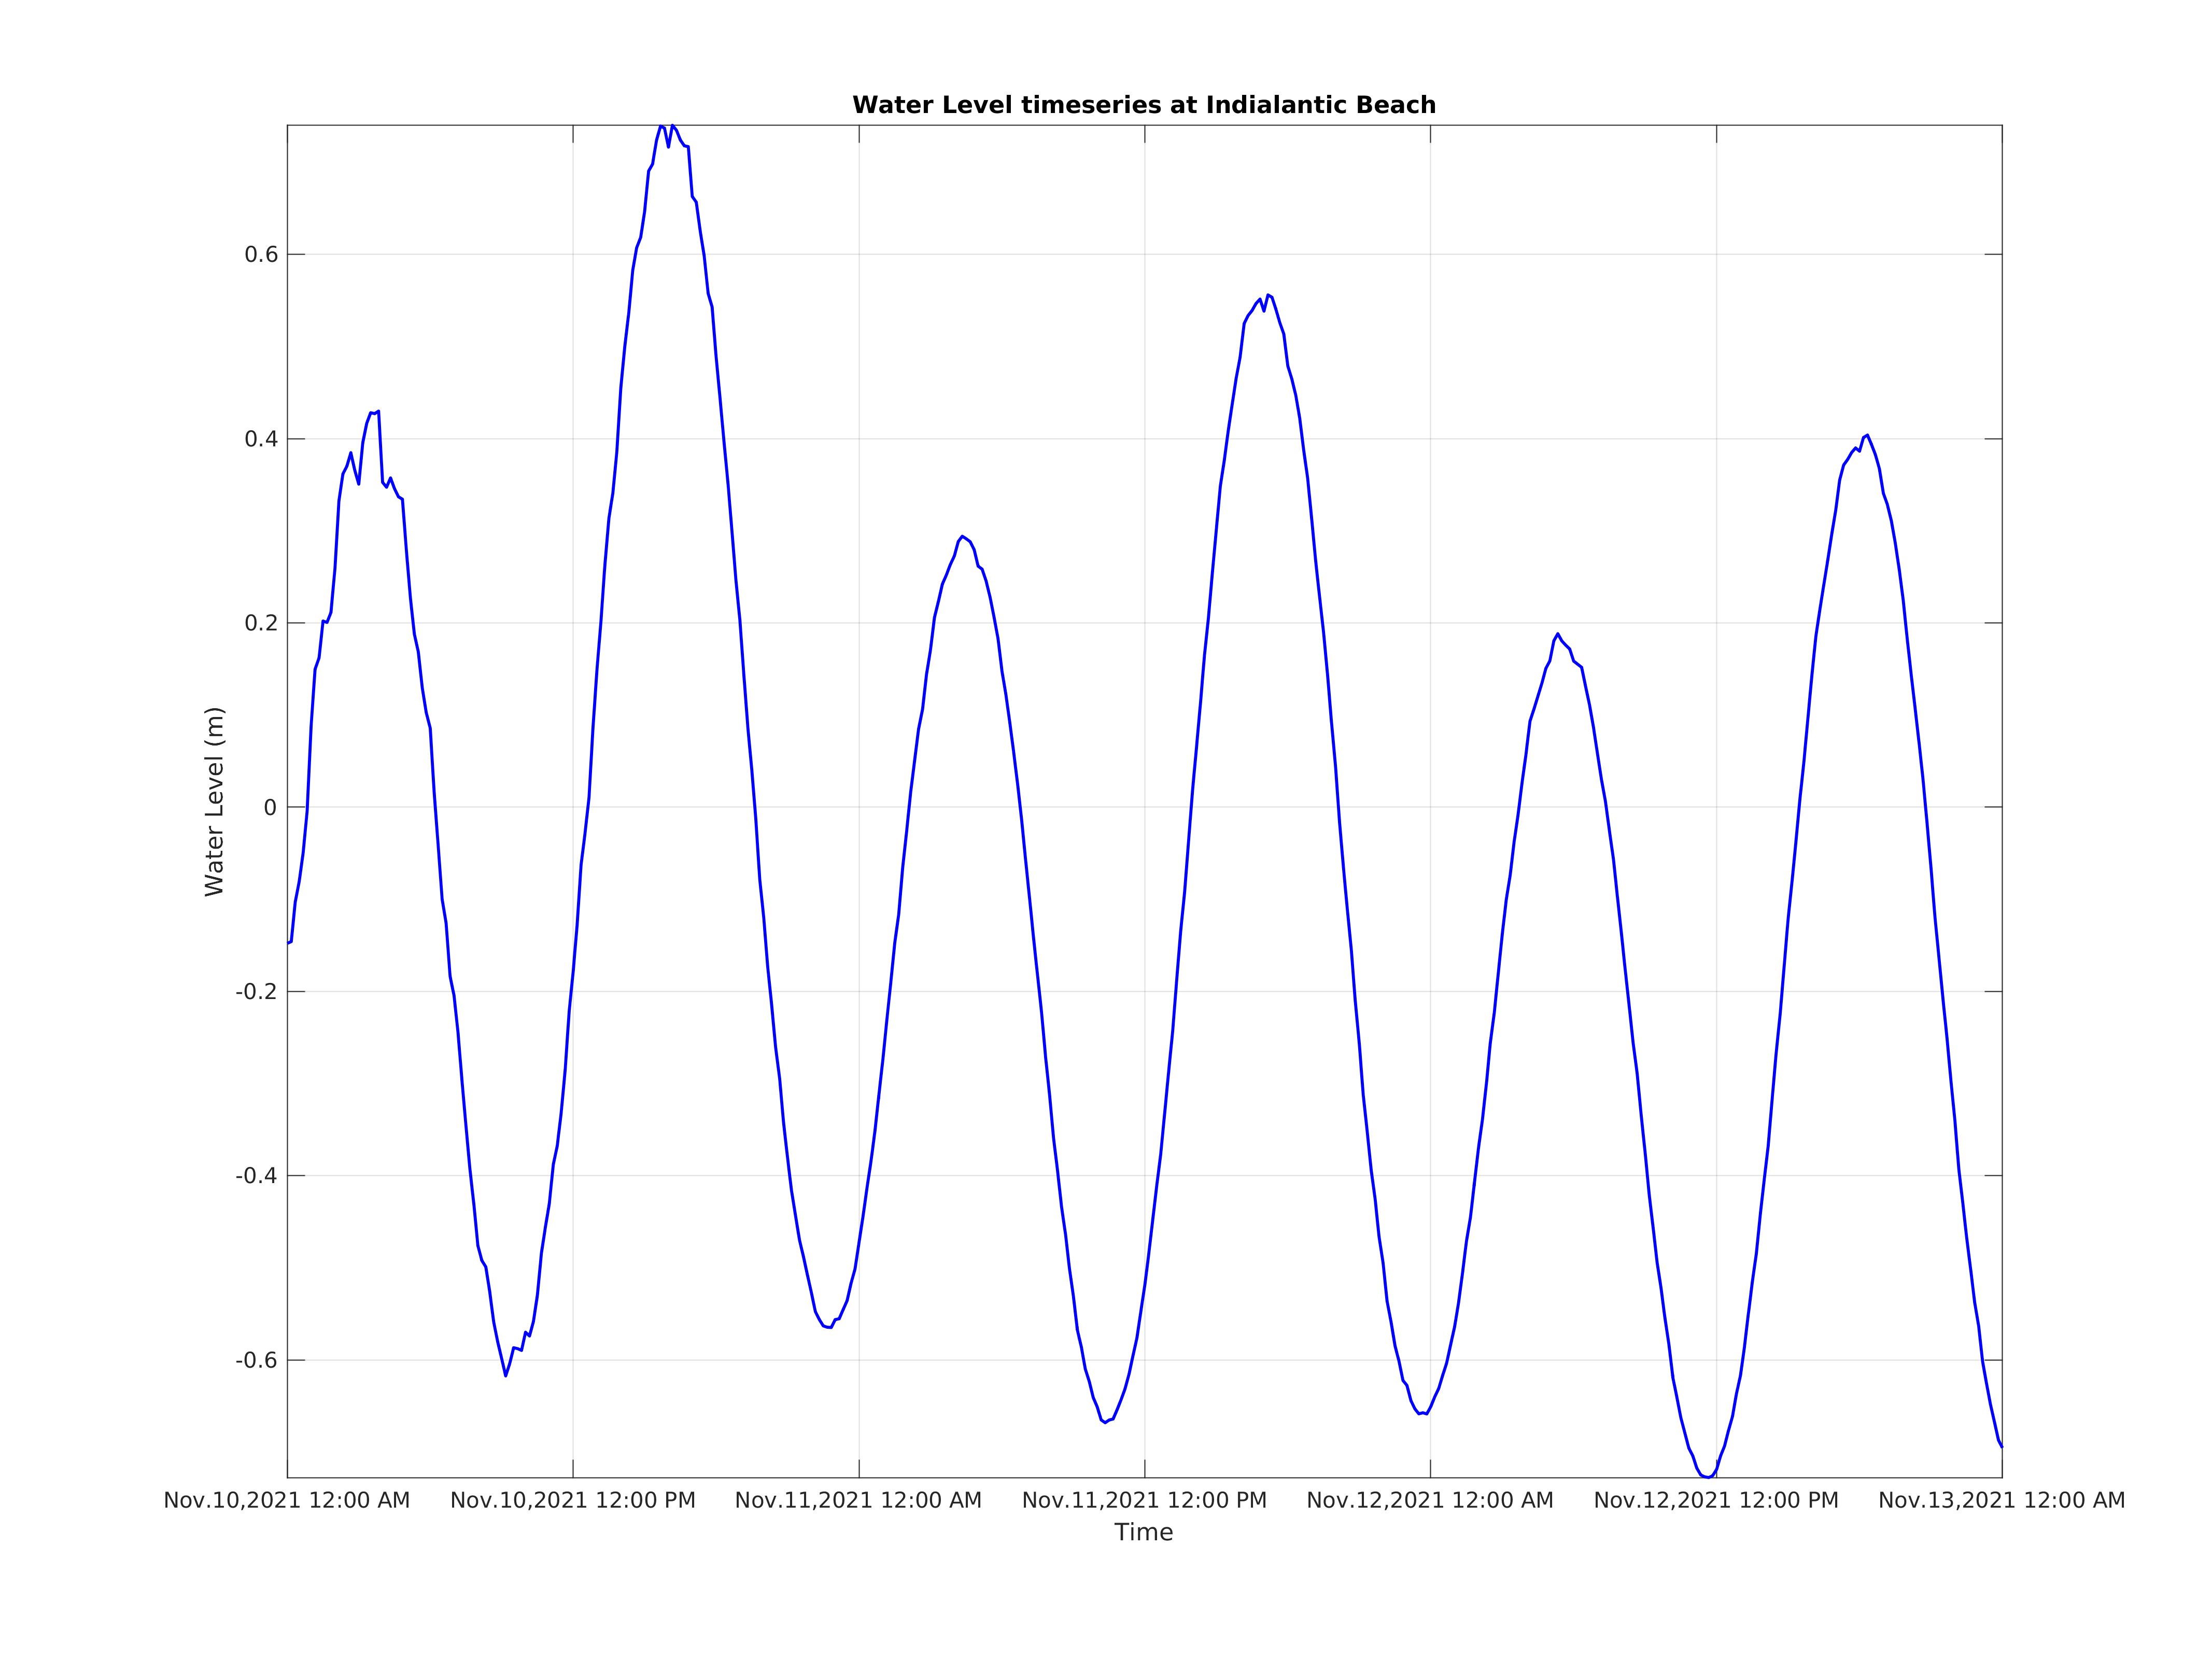 Water Level timeseries at Indialantic Beach
0.6
0.4
0.2
0
-0.2
-0.4
-0.6
Water Level (m)
Nov.10,2021 12:00 AM
Nov.10,2021 12:00 PM
Nov.11,2021 12:00 AM
Nov.11,2021 12:00 PM
Nov.12,2021 12:00 AM
Nov.12,2021 12:00 PM
Nov.13,2021 12:00 AM
Time